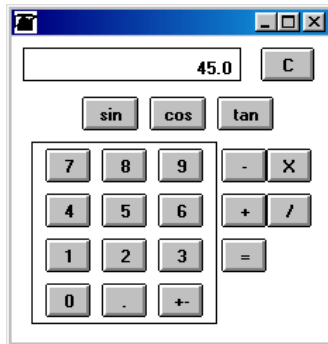 45.0 C
sin cos tan
7 8 9 - X
4 5 6 + /
1 2 3 =
0 . +-